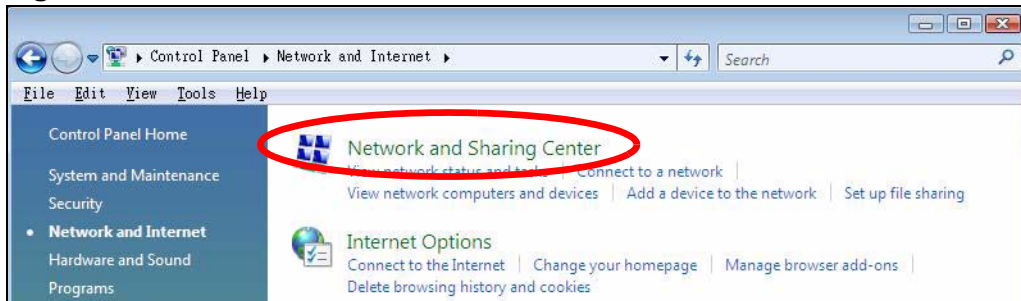 Control Panel ▸ Network and Internet ▸
Search
File Edit View Tools Help
Control Panel Home
System and Maintenance
Security
• Network and Internet
Hardware and Sound
Programs
Network and Sharing Center
View network status and tasks | Connect to a network |
View network computers and devices | Add a device to the network | Set up file sharing
Internet Options
Connect to the Internet | Change your homepage | Manage browser add-ons |
Delete browsing history and cookies